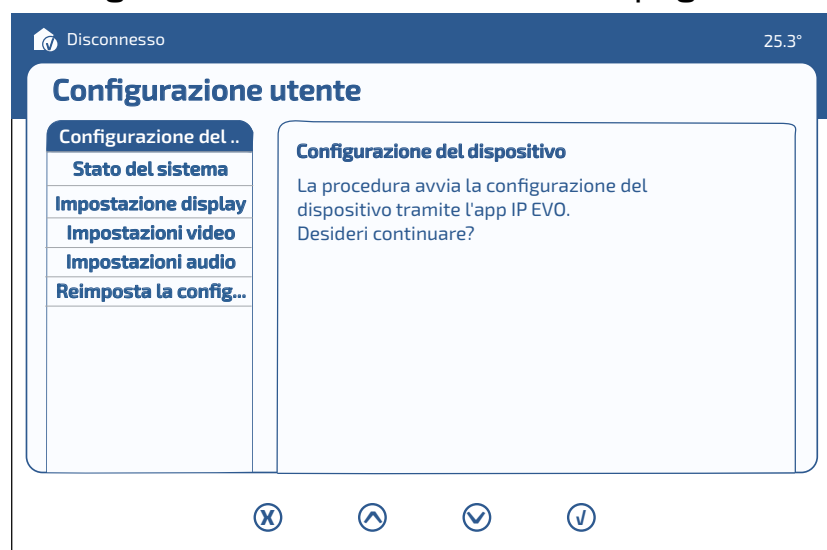 Disconnesso
25.3°
Configurazione utente
Configurazione del ..
Stato del sistema
Impostazione display
Impostazioni video
Impostazioni audio
Reimposta la config...
Configurazione del dispositivo
La procedura avvia la configurazione del
dispositivo tramite l'app IP EVO.
Desideri continuare?
X